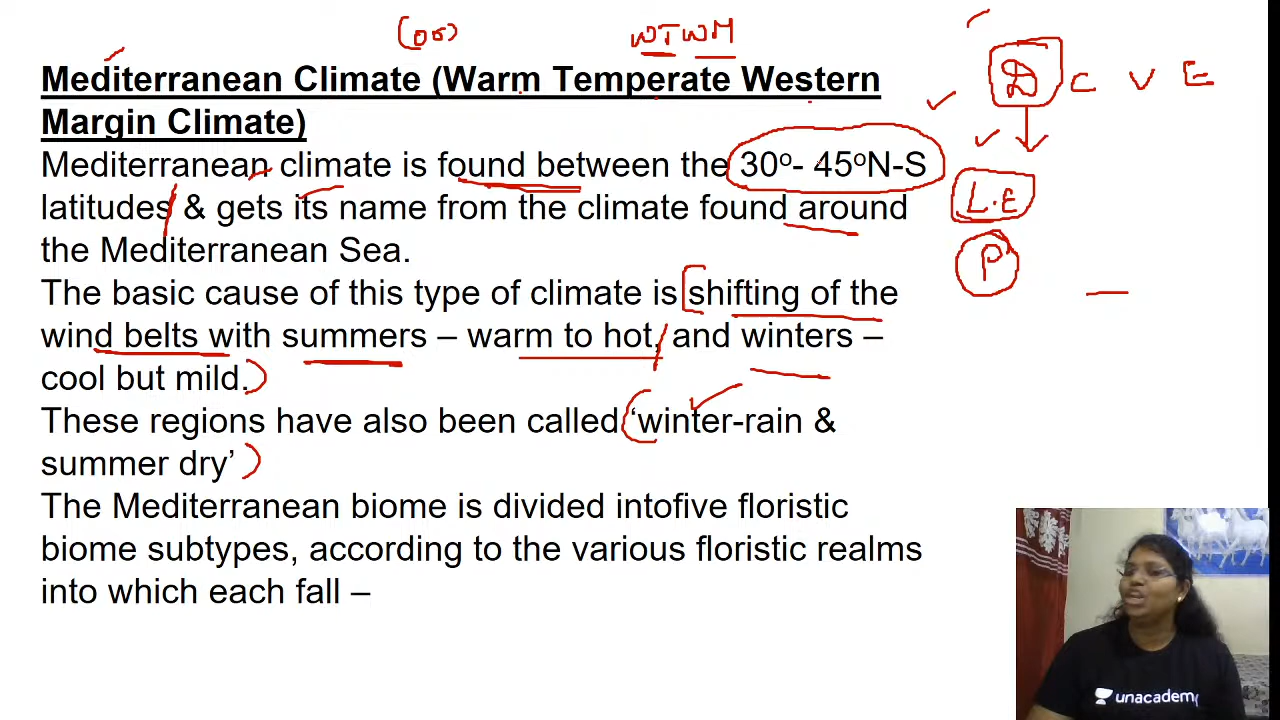 (or)
WTWM
Mediterranean Climate (Warm Temperate Western
Margin Climate)
D C V E
Mediterranean climate is found between the 30º- 45ºN-S
latitudes & gets its name from the climate found around
L.E
the Mediterranean Sea.
P
The basic cause of this type of climate is shifting of the
wind belts with summers – warm to hot, and winters –
cool but mild.
These regions have also been called ‘winter-rain &
summer dry’
The Mediterranean biome is divided intofive floristic
biome subtypes, according to the various floristic realms
into which each fall –
unacademy